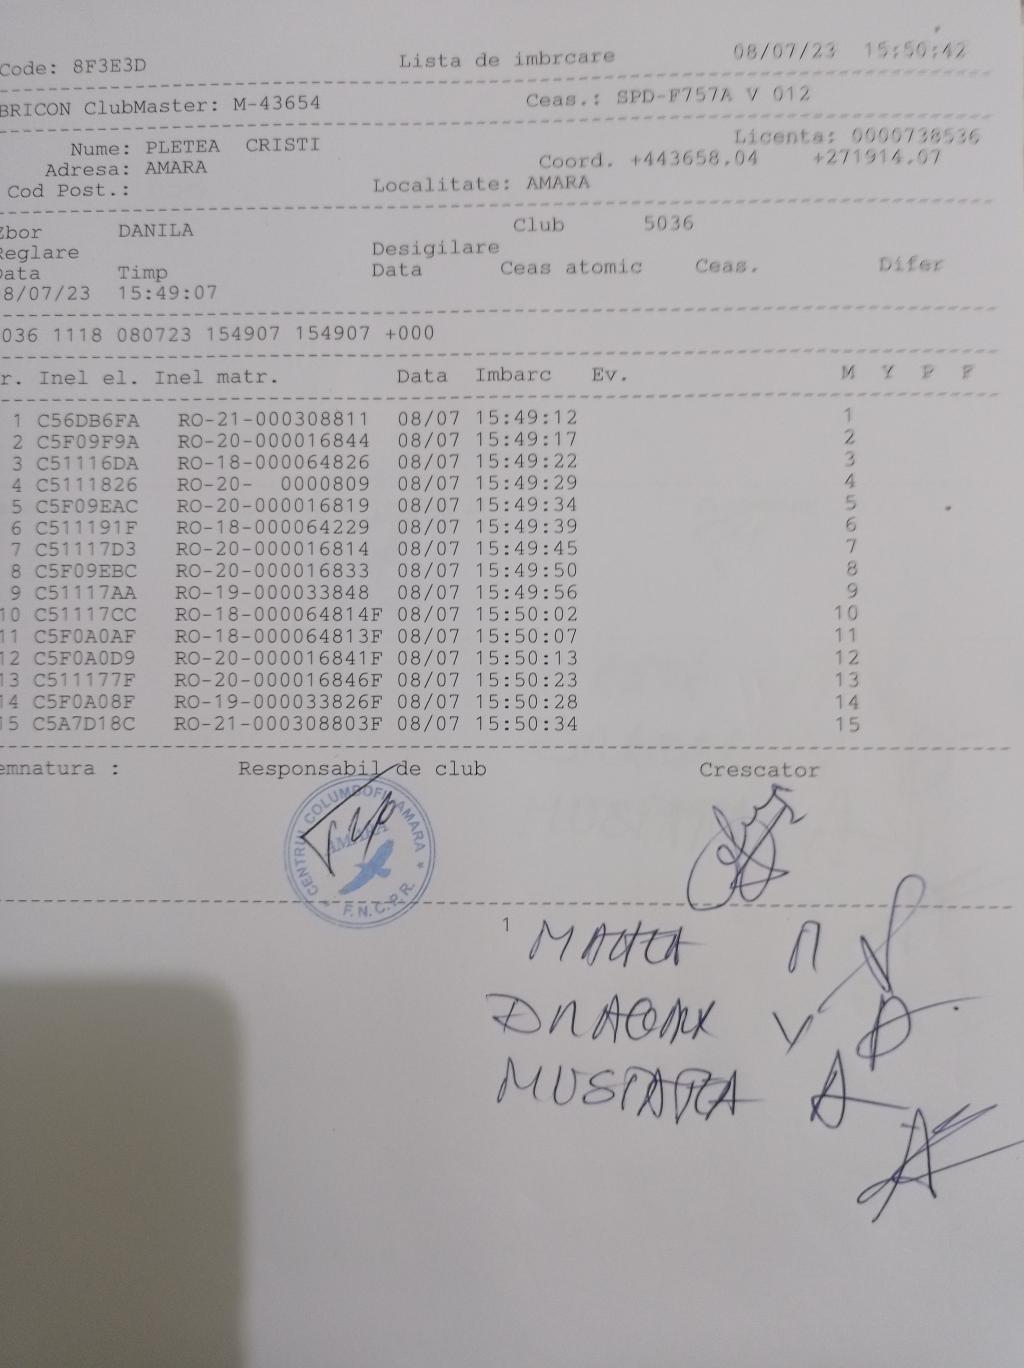 Code: 8F3E3D Lista de imbrcare 08/07/23 15:50:42
BRICON ClubMaster: M-43654 Ceas.: SPD-F757A V 012
Nume: PLETEA CRISTI Licenta: 0000738536
Adresa: AMARA Coord. +443658.04 +271914.07
Cod Post.: Localitate: AMARA
Zbor DANILA Club 5036
Reglare Desigilare
Data Timp Data Ceas atomic Ceas. Difer
8/07/23 15:49:07
036 1118 080723 154907 154907 +000
r. Inel el. Inel matr. Data Imbarc Ev. M Y P F
1 C56DB6FA RO-21-000308811 08/07 15:49:12 1
2 C5F09F9A RO-20-000016844 08/07 15:49:17 2
3 C51116DA RO-18-000064826 08/07 15:49:22 3
4 C5111826 RO-20- 0000809 08/07 15:49:29 4
5 C5F09EAC RO-20-000016819 08/07 15:49:34 5
6 C511191F RO-18-000064229 08/07 15:49:39 6
7 C51117D3 RO-20-000016814 08/07 15:49:45 7
8 C5F09EBC RO-20-000016833 08/07 15:49:50 8
9 C51117AA RO-19-000033848 08/07 15:49:56 9
10 C51117CC RO-18-000064814F 08/07 15:50:02 10
11 C5F0A0AF RO-18-000064813F 08/07 15:50:07 11
12 C5F0A0D9 RO-20-000016841F 08/07 15:50:13 12
13 C511177F RO-20-000016846F 08/07 15:50:23 13
14 C5F0A08F RO-19-000033826F 08/07 15:50:28 14
15 C5A7D18C RO-21-000308803F 08/07 15:50:34 15
emnatura : Responsabil de club Crescator
CENTRUL COLUMBOFIL AMARA
AMARA
F.N.C.P.R.
1
MUSTATEA A